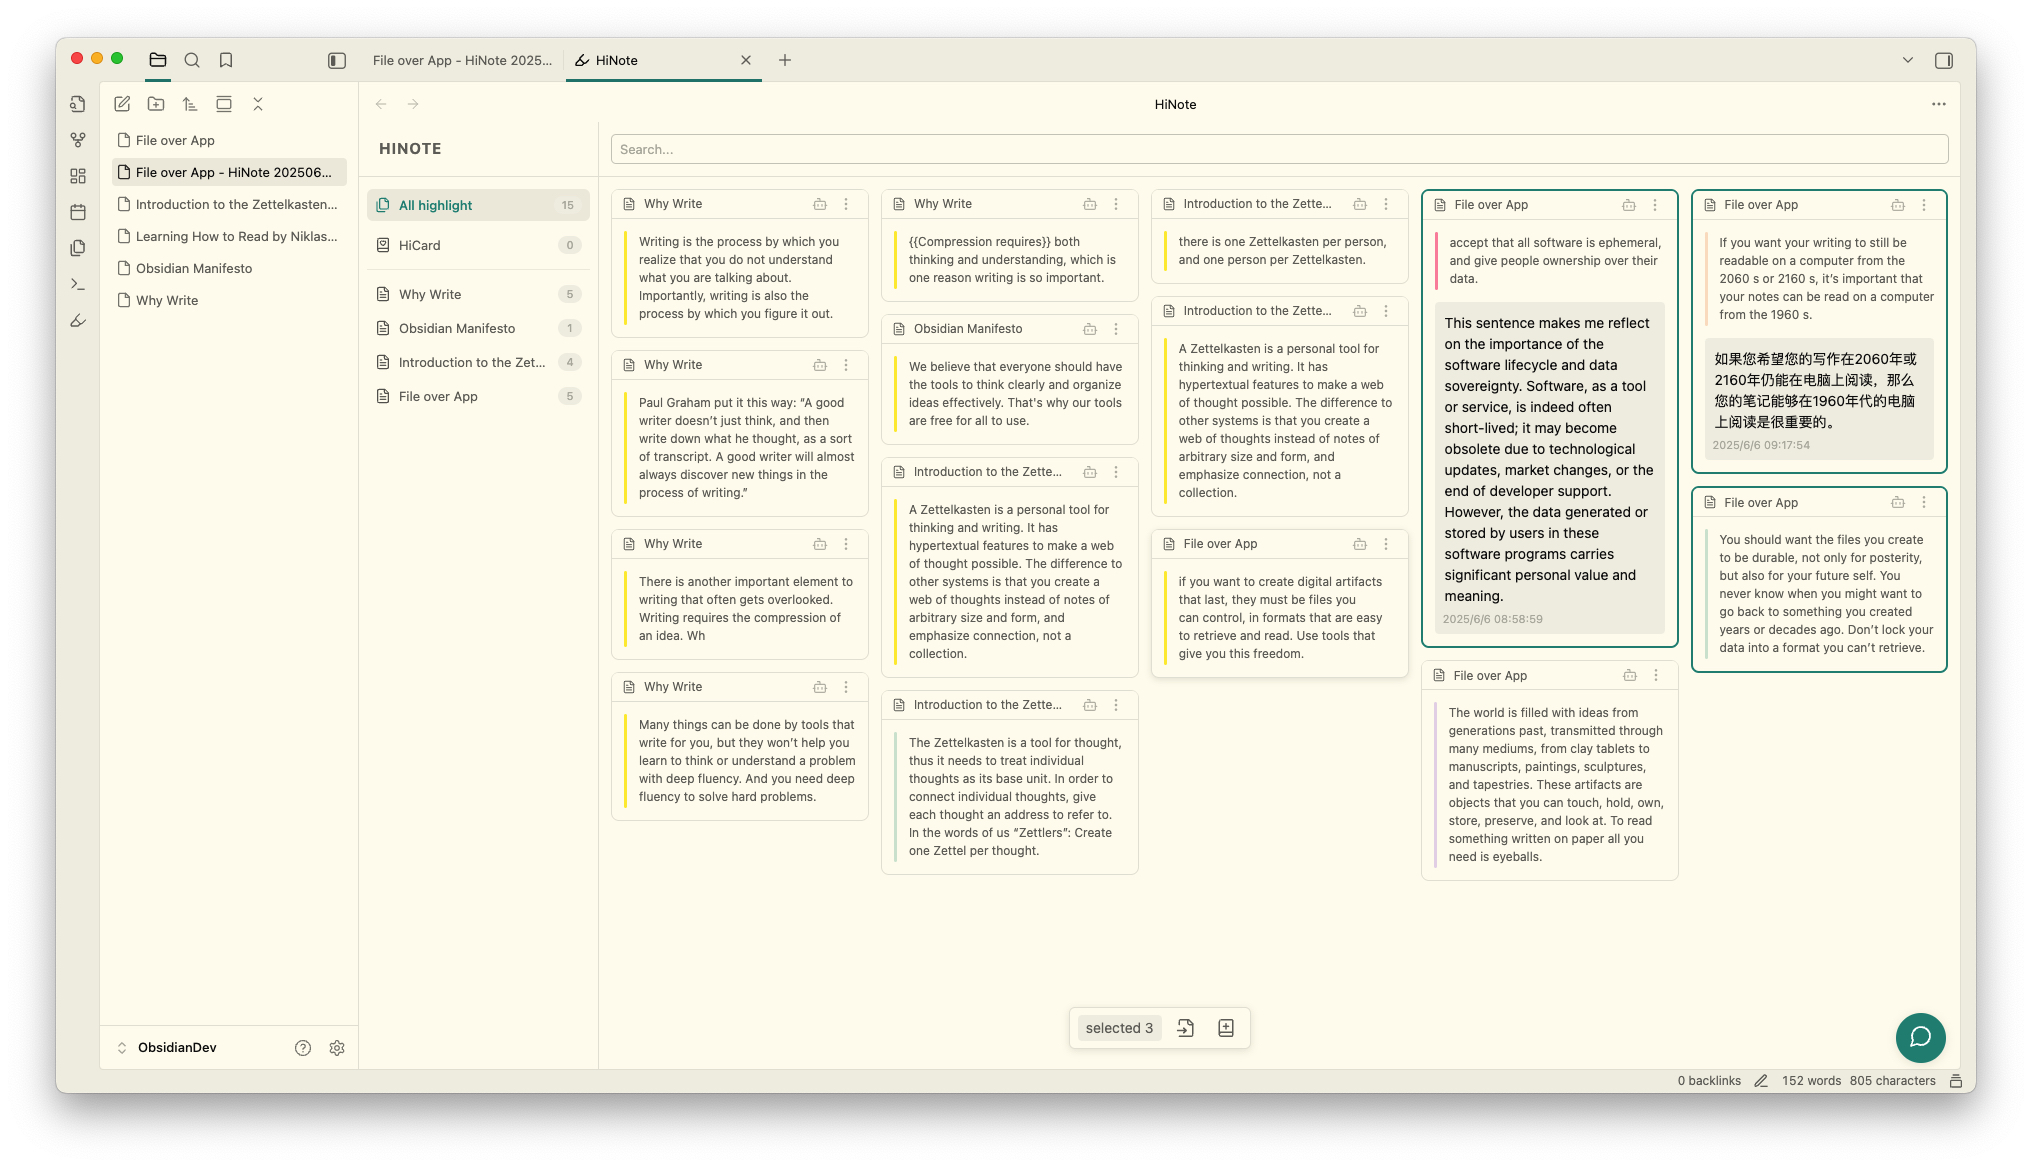 File over App - HiNote 2025...
HiNote
HiNote
File over App
File over App - HiNote 202506...
Introduction to the Zettelkasten...
Learning How to Read by Niklas...
Obsidian Manifesto
Why Write
ObsidianDev
HINOTE
All highlight 15
HiCard 0
Why Write 5
Obsidian Manifesto 1
Introduction to the Zet... 4
File over App 5
Search...
Why Write
Writing is the process by which you
realize that you do not understand
what you are talking about.
Importantly, writing is also the
process by which you figure it out.
Why Write
Paul Graham put it this way: “A good
writer doesn’t just think, and then
write down what he thought, as a sort
of transcript. A good writer will almost
always discover new things in the
process of writing.”
Why Write
There is another important element to
writing that often gets overlooked.
Writing requires the compression of
an idea. Wh
Why Write
Many things can be done by tools that
write for you, but they won’t help you
learn to think or understand a problem
with deep fluency. And you need deep
fluency to solve hard problems.
Why Write
{{Compression requires}} both
thinking and understanding, which is
one reason writing is so important.
Obsidian Manifesto
We believe that everyone should have
the tools to think clearly and organize
ideas effectively. That's why our tools
are free for all to use.
Introduction to the Zette...
A Zettelkasten is a personal tool for
thinking and writing. It has
hypertextual features to make a web
of thought possible. The difference to
other systems is that you create a
web of thoughts instead of notes of
arbitrary size and form, and
emphasize connection, not a
collection.
Introduction to the Zette...
The Zettelkasten is a tool for thought,
thus it needs to treat individual
thoughts as its base unit. In order to
connect individual thoughts, give
each thought an address to refer to.
In the words of us “Zettlers”: Create
one Zettel per thought.
Introduction to the Zette...
there is one Zettelkasten per person,
and one person per Zettelkasten.
Introduction to the Zette...
A Zettelkasten is a personal tool for
thinking and writing. It has
hypertextual features to make a web
of thought possible. The difference to
other systems is that you create a
web of thoughts instead of notes of
arbitrary size and form, and
emphasize connection, not a
collection.
File over App
if you want to create digital artifacts
that last, they must be files you
can control, in formats that are easy
to retrieve and read. Use tools that
give you this freedom.
File over App
accept that all software is ephemeral,
and give people ownership over their
data.
This sentence makes me reflect
on the importance of the
software lifecycle and data
sovereignty. Software, as a tool
or service, is indeed often
short-lived; it may become
obsolete due to technological
updates, market changes, or the
end of developer support.
However, the data generated or
stored by users in these
software programs carries
significant personal value and
meaning.
2025/6/6 08:58:59
File over App
The world is filled with ideas from
generations past, transmitted through
many mediums, from clay tablets to
manuscripts, paintings, sculptures,
and tapestries. These artifacts are
objects that you can touch, hold, own,
store, preserve, and look at. To read
something written on paper all you
need is eyeballs.
File over App
If you want your writing to still be
readable on a computer from the
2060 s or 2160 s, it’s important that
your notes can be read on a computer
from the 1960 s.
如果您希望您的写作在2060年或
2160年仍能在电脑上阅读，那么
您的笔记能够在1960年代的电脑
上阅读是很重要的。
2025/6/6 09:17:54
File over App
You should want the files you create
to be durable, not only for posterity,
but also for your future self. You
never know when you might want to
go back to something you created
years or decades ago. Don’t lock your
data into a format you can’t retrieve.
selected 3
0 backlinks 152 words 805 characters